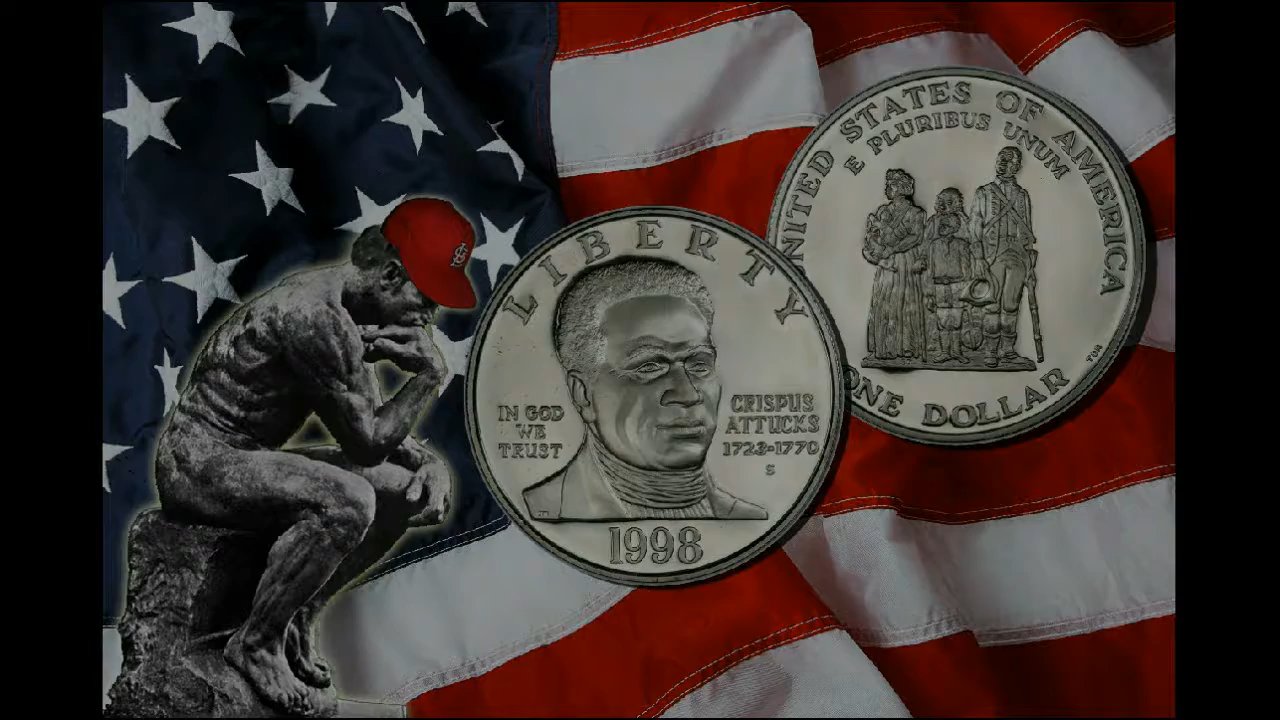 LIBERTY
IN GOD
WE
TRUST
CRISPUS
ATTUCKS
1723-1770
S
1998
UNITED STATES OF AMERICA
E PLURIBUS UNUM
ONE DOLLAR